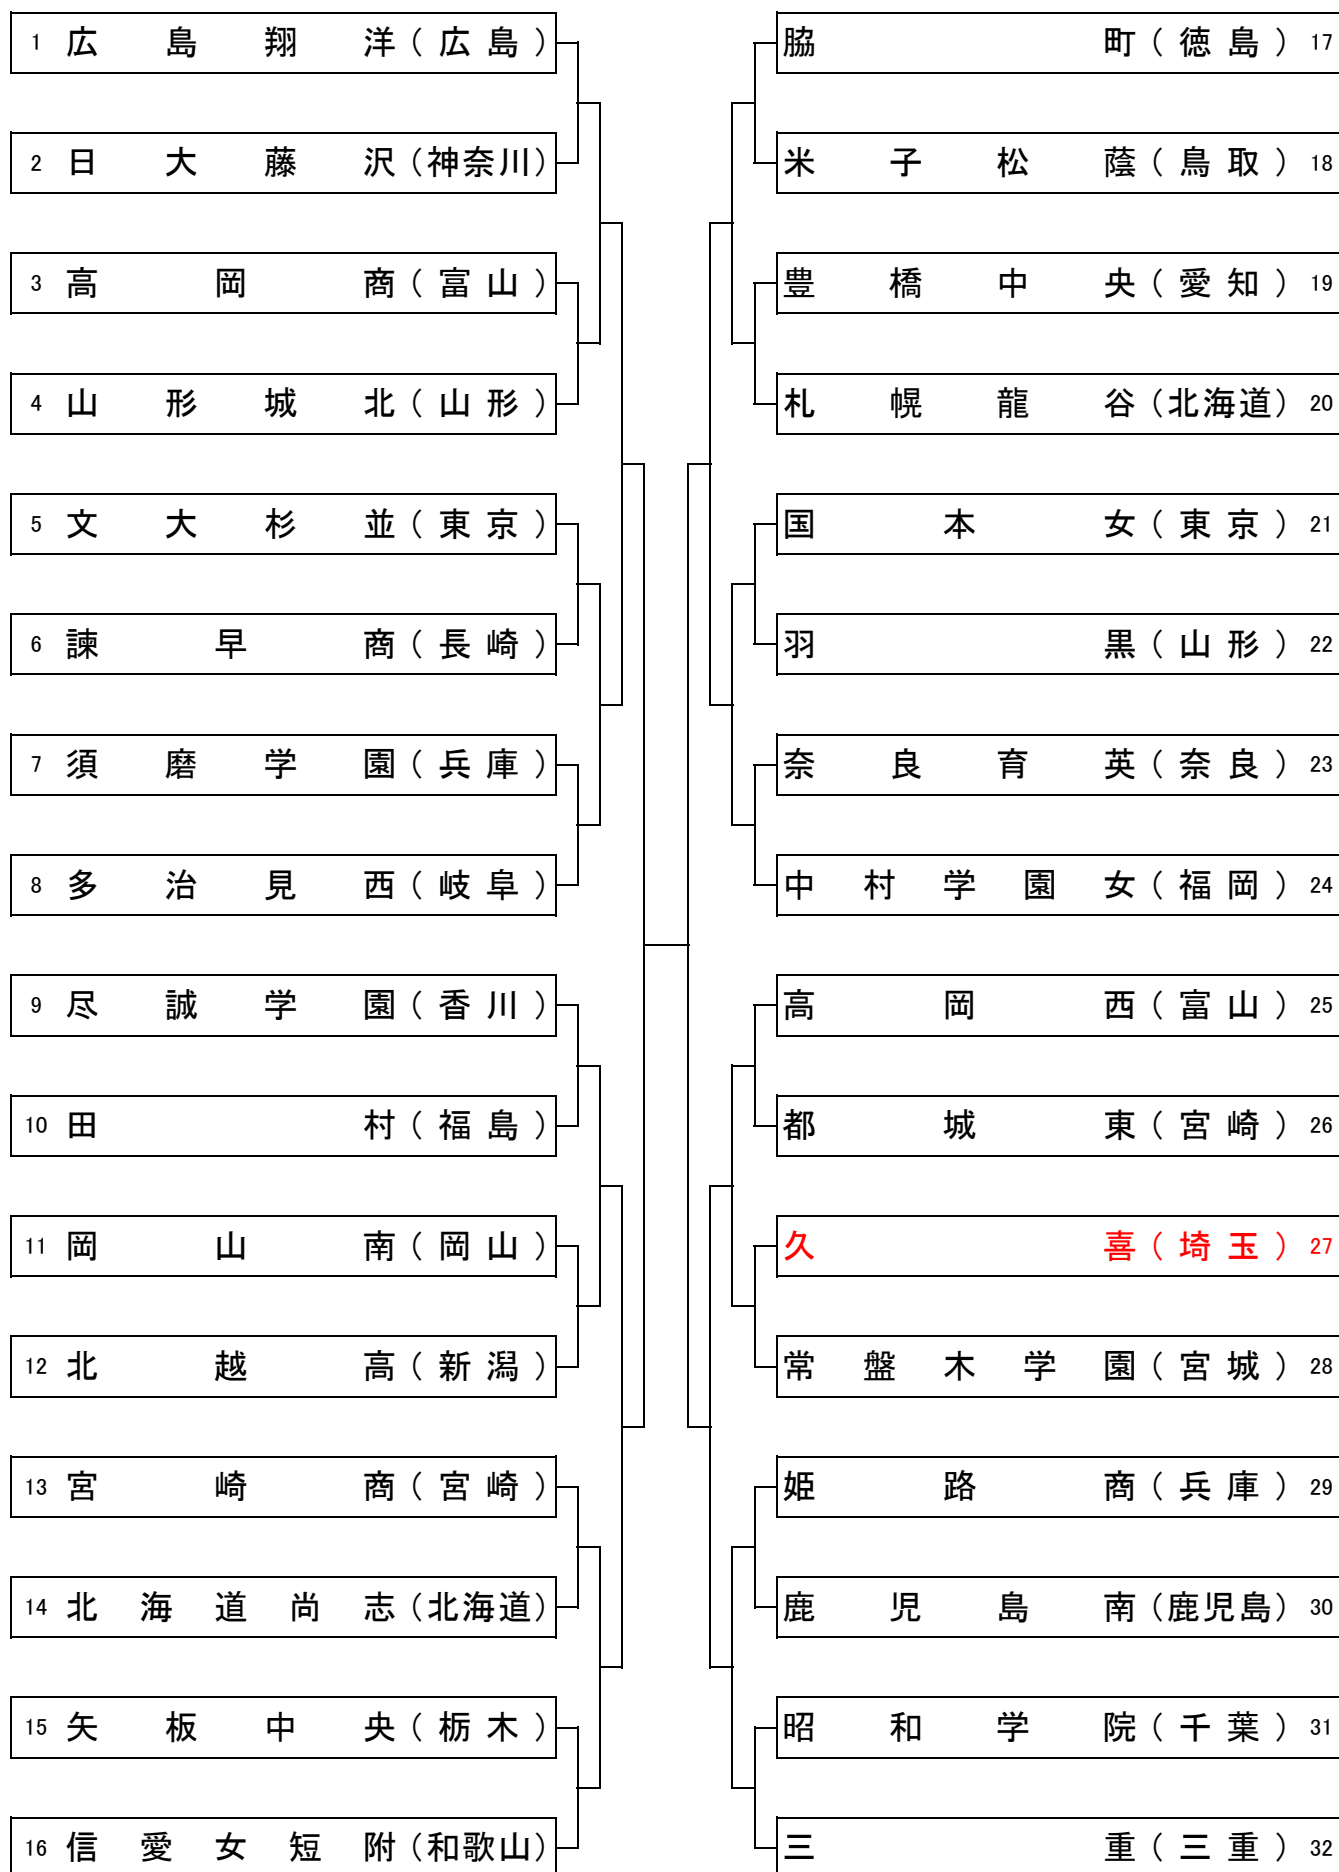 1 広島翔洋(広島)
2 日大藤沢(神奈川)
3 高岡商(富山)
4 山形城北(山形)
5 文大杉並(東京)
6 諫早商(長崎)
7 須磨学園(兵庫)
8 多治見西(岐阜)
9 尽誠学園(香川)
10 田村(福島)
11 岡山南(岡山)
12 北越高(新潟)
13 宮崎商(宮崎)
14 北海道尚志(北海道)
15 矢板中央(栃木)
16 信愛女短附(和歌山)
脇町(徳島) 17
米子松蔭(鳥取) 18
豊橋中央(愛知) 19
札幌龍谷(北海道) 20
国本女(東京) 21
羽黒(山形) 22
奈良育英(奈良) 23
中村学園女(福岡) 24
高岡西(富山) 25
都城東(宮崎) 26
久喜(埼玉) 27
常盤木学園(宮城) 28
姫路商(兵庫) 29
鹿児島南(鹿児島) 30
昭和学院(千葉) 31
三重(三重) 32